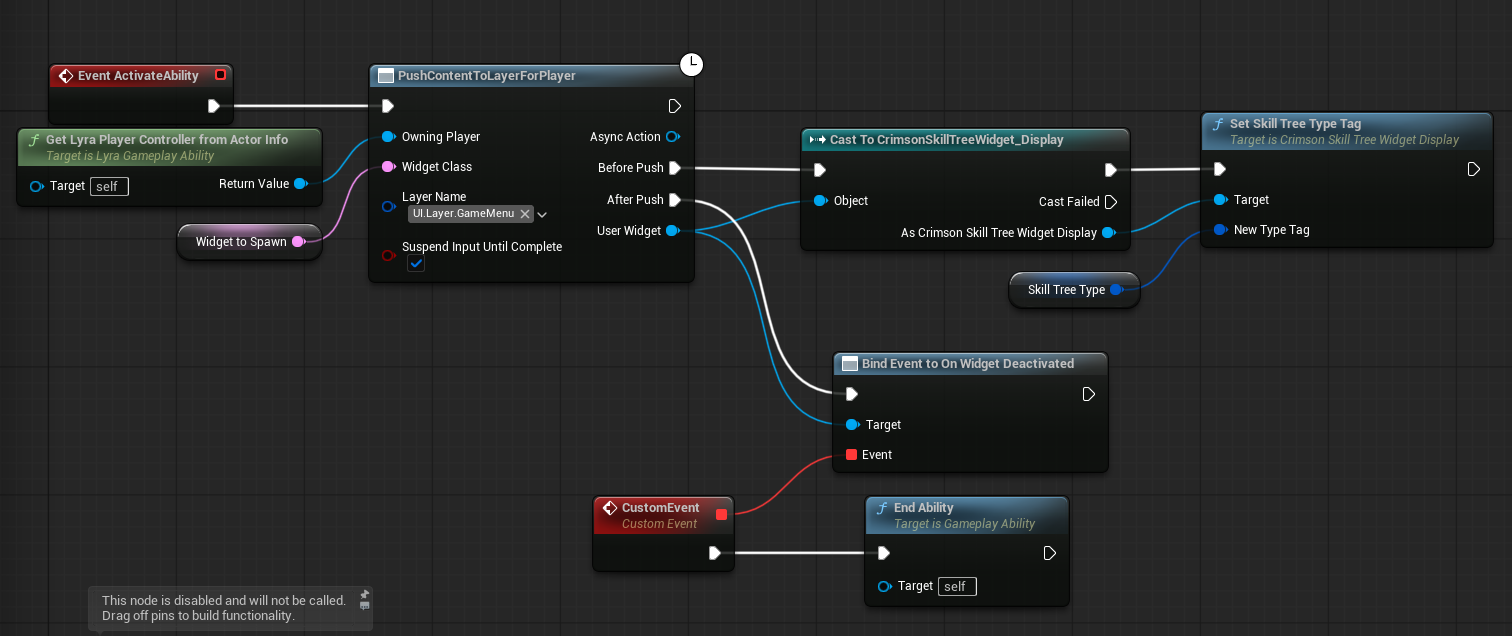 Event ActivateAbility
Get Lyra Player Controller from Actor Info
Target is Lyra Gameplay Ability
Target self
Return Value
Widget to Spawn
PushContentToLayerForPlayer
Owning Player
Async Action
Widget Class
Before Push
Layer Name
UI.Layer.GameMenu
After Push
User Widget
Suspend Input Until Complete
Cast To CrimsonSkillTreeWidget_Display
Object
Cast Failed
As Crimson Skill Tree Widget Display
Set Skill Tree Type Tag
Target is Crimson Skill Tree Widget Display
Target
New Type Tag
Skill Tree Type
Bind Event to On Widget Deactivated
Target
Event
CustomEvent
Custom Event
End Ability
Target is Gameplay Ability
Target self
This node is disabled and will not be called.
Drag off pins to build functionality.